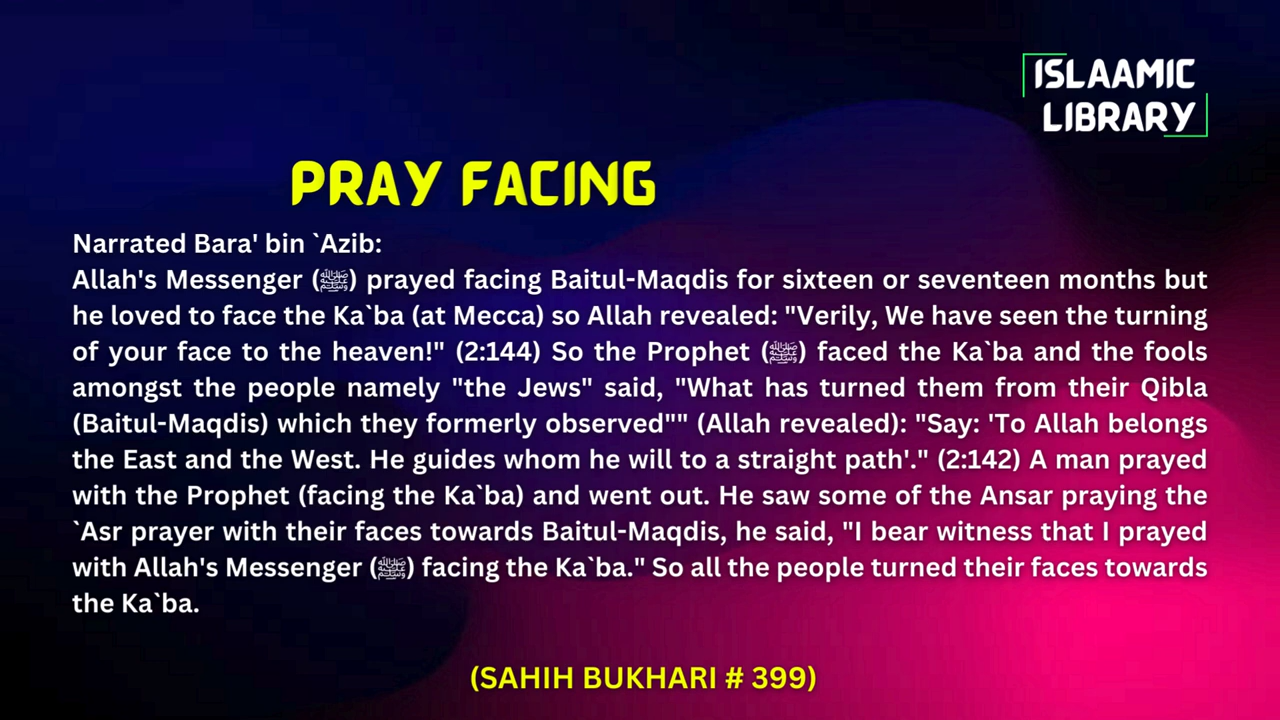 ISLAAMIC
LIBRARY
PRAY FACING
Narrated Bara' bin `Azib:
Allah's Messenger (ﷺ) prayed facing Baitul-Maqdis for sixteen or seventeen months but
he loved to face the Ka`ba (at Mecca) so Allah revealed: "Verily, We have seen the turning
of your face to the heaven!" (2:144) So the Prophet (ﷺ) faced the Ka`ba and the fools
amongst the people namely "the Jews" said, "What has turned them from their Qibla
(Baitul-Maqdis) which they formerly observed"" (Allah revealed): "Say: 'To Allah belongs
the East and the West. He guides whom he will to a straight path'." (2:142) A man prayed
with the Prophet (facing the Ka`ba) and went out. He saw some of the Ansar praying the
`Asr prayer with their faces towards Baitul-Maqdis, he said, "I bear witness that I prayed
with Allah's Messenger (ﷺ) facing the Ka`ba." So all the people turned their faces towards
the Ka`ba.
(SAHIH BUKHARI # 399)